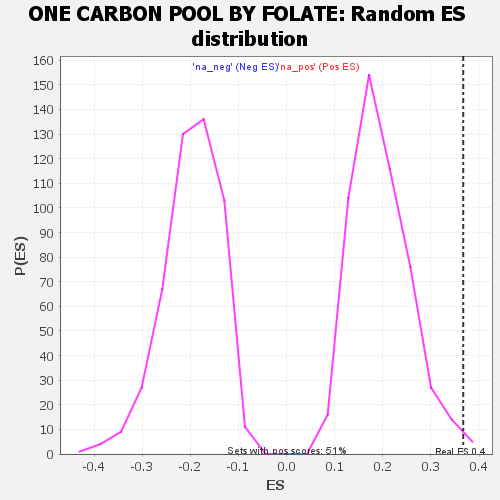 ONE CARBON POOL BY FOLATE: Random ES
distribution
'na_neg' (Neg ES) 'na_pos' (Pos ES)
160
150
140
130
120
110
100
90
80
70
60
50
40
30
20
10
0
P(ES)
Sets with pos scores: 51%
Real ES 0.4
-0.4 -0.3 -0.2 -0.1 0.0 0.1 0.2 0.3 0.4
ES